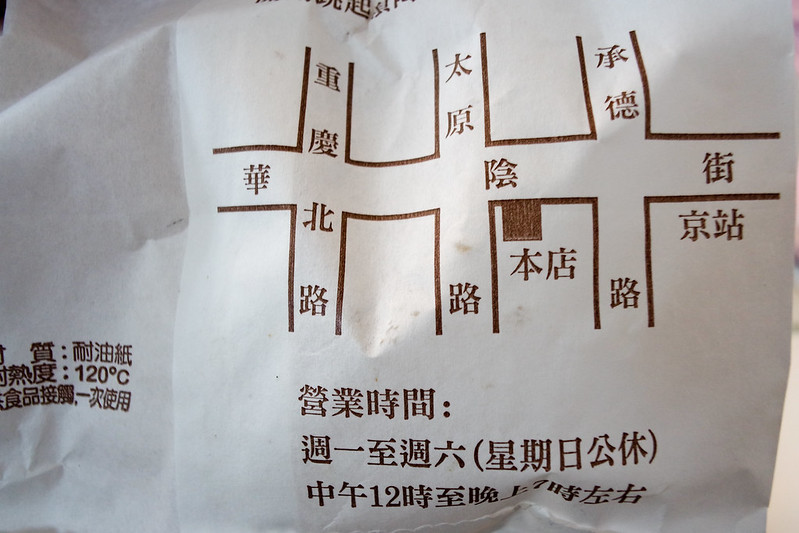 重慶北路
太原路
承德路
華陰街
京站
本店
質：耐油紙
耐熱度：120°C
食品接觸，一次使用
營業時間：
週一至週六(星期日公休)
中午12時至晚上7時左右